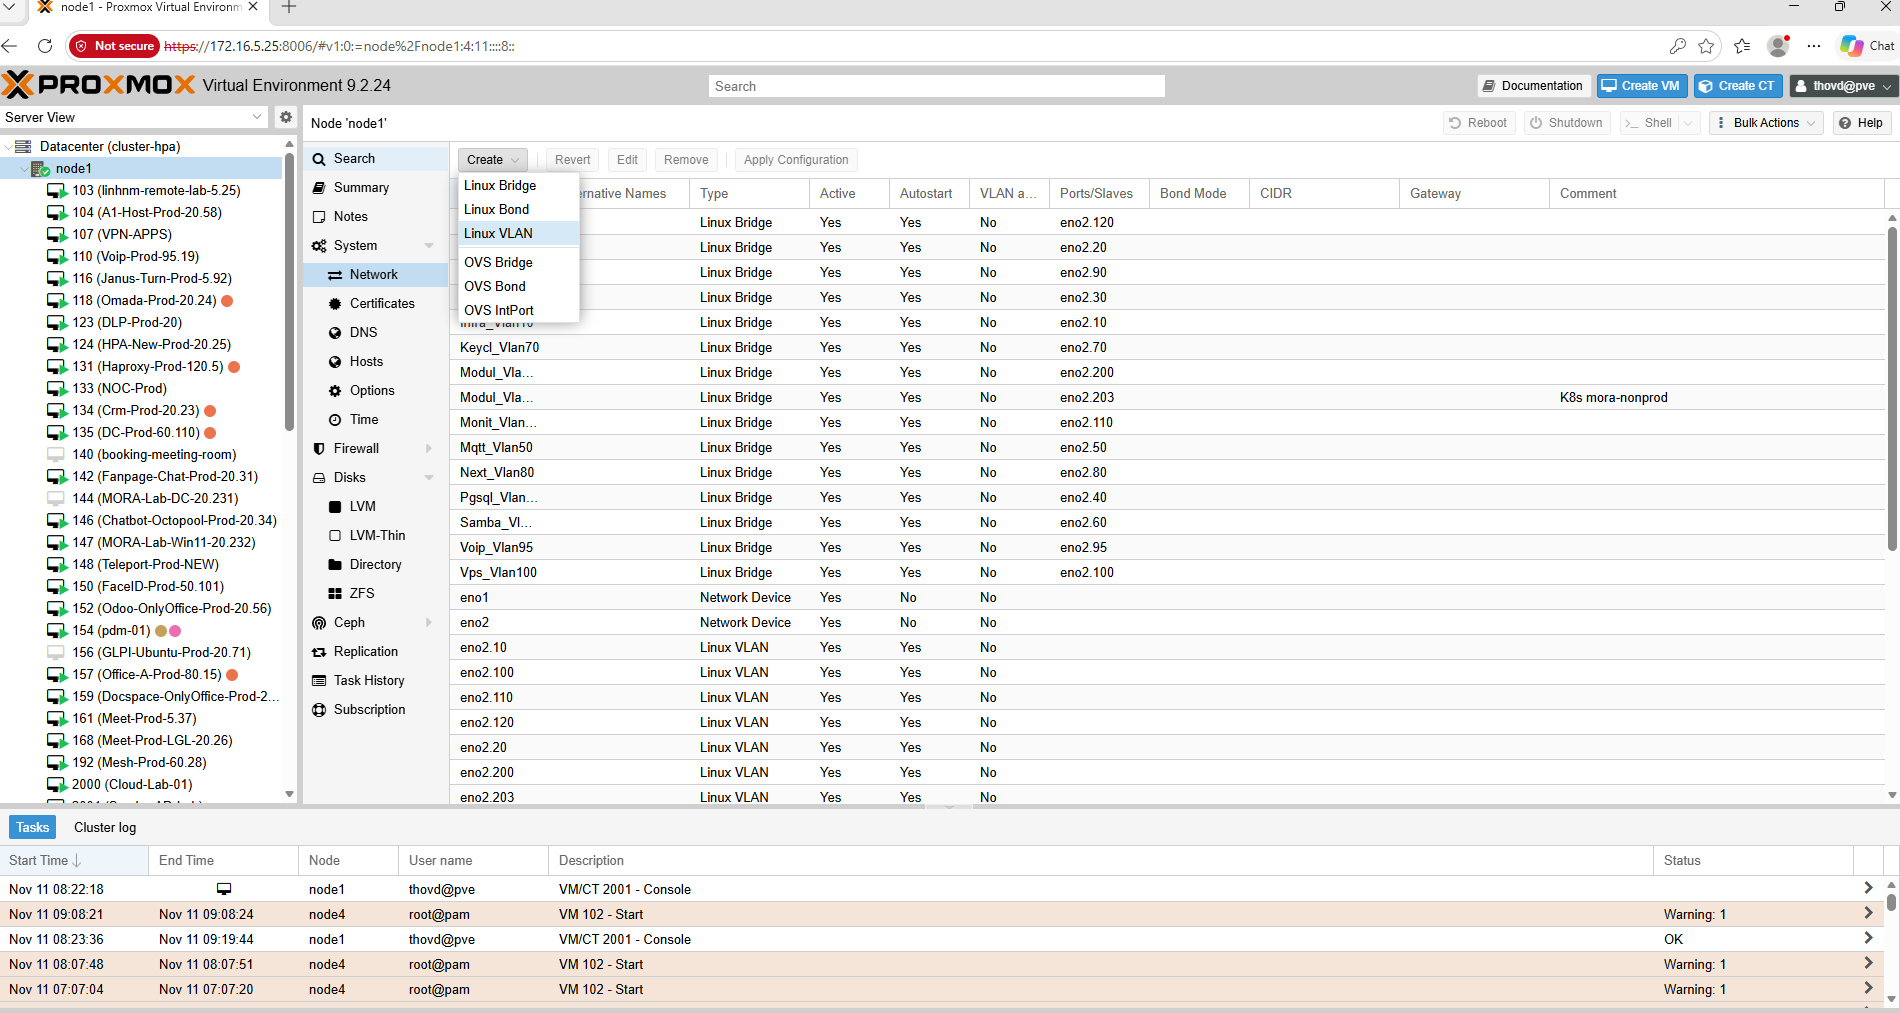 node1 - Proxmox Virtual Environm
Not secure https://172.16.5.25:8006/#v1:0:=node%2Fnode1:4:11::::8::
Chat
PROXMOX Virtual Environment 9.2.24
Search
Documentation Create VM Create CT thovd@pve
Server View
Node 'node1'
Reboot Shutdown Shell Bulk Actions Help
Datacenter (cluster-hpa)
node1
103 (linhnm-remote-lab-5.25)
104 (A1-Host-Prod-20.58)
107 (VPN-APPS)
110 (Voip-Prod-95.19)
116 (Janus-Turn-Prod-5.92)
118 (Omada-Prod-20.24)
123 (DLP-Prod-20)
124 (HPA-New-Prod-20.25)
131 (Haproxy-Prod-120.5)
133 (NOC-Prod)
134 (Crm-Prod-20.23)
135 (DC-Prod-60.110)
140 (booking-meeting-room)
142 (Fanpage-Chat-Prod-20.31)
144 (MORA-Lab-DC-20.231)
146 (Chatbot-Octopool-Prod-20.34)
147 (MORA-Lab-Win11-20.232)
148 (Teleport-Prod-NEW)
150 (FaceID-Prod-50.101)
152 (Odoo-OnlyOffice-Prod-20.56)
154 (pdm-01)
156 (GLPI-Ubuntu-Prod-20.71)
157 (Office-A-Prod-80.15)
159 (Docspace-OnlyOffice-Prod-2...
161 (Meet-Prod-5.37)
168 (Meet-Prod-LGL-20.26)
192 (Mesh-Prod-60.28)
2000 (Cloud-Lab-01)
Search
Summary
Notes
System
Network
Certificates
DNS
Hosts
Options
Time
Firewall
Disks
LVM
LVM-Thin
Directory
ZFS
Ceph
Replication
Task History
Subscription
Create Revert Edit Remove Apply Configuration
Linux Bridge
Linux Bond
Linux VLAN
OVS Bridge
OVS Bond
OVS IntPort
ernative Names Type Active Autostart VLAN a... Ports/Slaves Bond Mode CIDR Gateway Comment
Linux Bridge Yes Yes No eno2.120
Linux Bridge Yes Yes No eno2.20
Linux Bridge Yes Yes No eno2.90
Linux Bridge Yes Yes No eno2.30
Infra_Vlan10 Linux Bridge Yes Yes No eno2.10
Keycl_Vlan70 Linux Bridge Yes Yes No eno2.70
Modul_Vla... Linux Bridge Yes Yes No eno2.200
Modul_Vla... Linux Bridge Yes Yes No eno2.203 K8s mora-nonprod
Monit_Vlan... Linux Bridge Yes Yes No eno2.110
Mqtt_Vlan50 Linux Bridge Yes Yes No eno2.50
Next_Vlan80 Linux Bridge Yes Yes No eno2.80
Pgsql_Vlan... Linux Bridge Yes Yes No eno2.40
Samba_Vl... Linux Bridge Yes Yes No eno2.60
Voip_Vlan95 Linux Bridge Yes Yes No eno2.95
Vps_Vlan100 Linux Bridge Yes Yes No eno2.100
eno1 Network Device Yes No No
eno2 Network Device Yes No No
eno2.10 Linux VLAN Yes Yes No
eno2.100 Linux VLAN Yes Yes No
eno2.110 Linux VLAN Yes Yes No
eno2.120 Linux VLAN Yes Yes No
eno2.20 Linux VLAN Yes Yes No
eno2.200 Linux VLAN Yes Yes No
eno2.203 Linux VLAN Yes Yes No
Tasks Cluster log
Start Time End Time Node User name Description Status
Nov 11 08:22:18 node1 thovd@pve VM/CT 2001 - Console
Nov 11 09:08:21 Nov 11 09:08:24 node4 root@pam VM 102 - Start Warning: 1
Nov 11 08:23:36 Nov 11 09:19:44 node1 thovd@pve VM/CT 2001 - Console OK
Nov 11 08:07:48 Nov 11 08:07:51 node4 root@pam VM 102 - Start Warning: 1
Nov 11 07:07:04 Nov 11 07:07:20 node4 root@pam VM 102 - Start Warning: 1